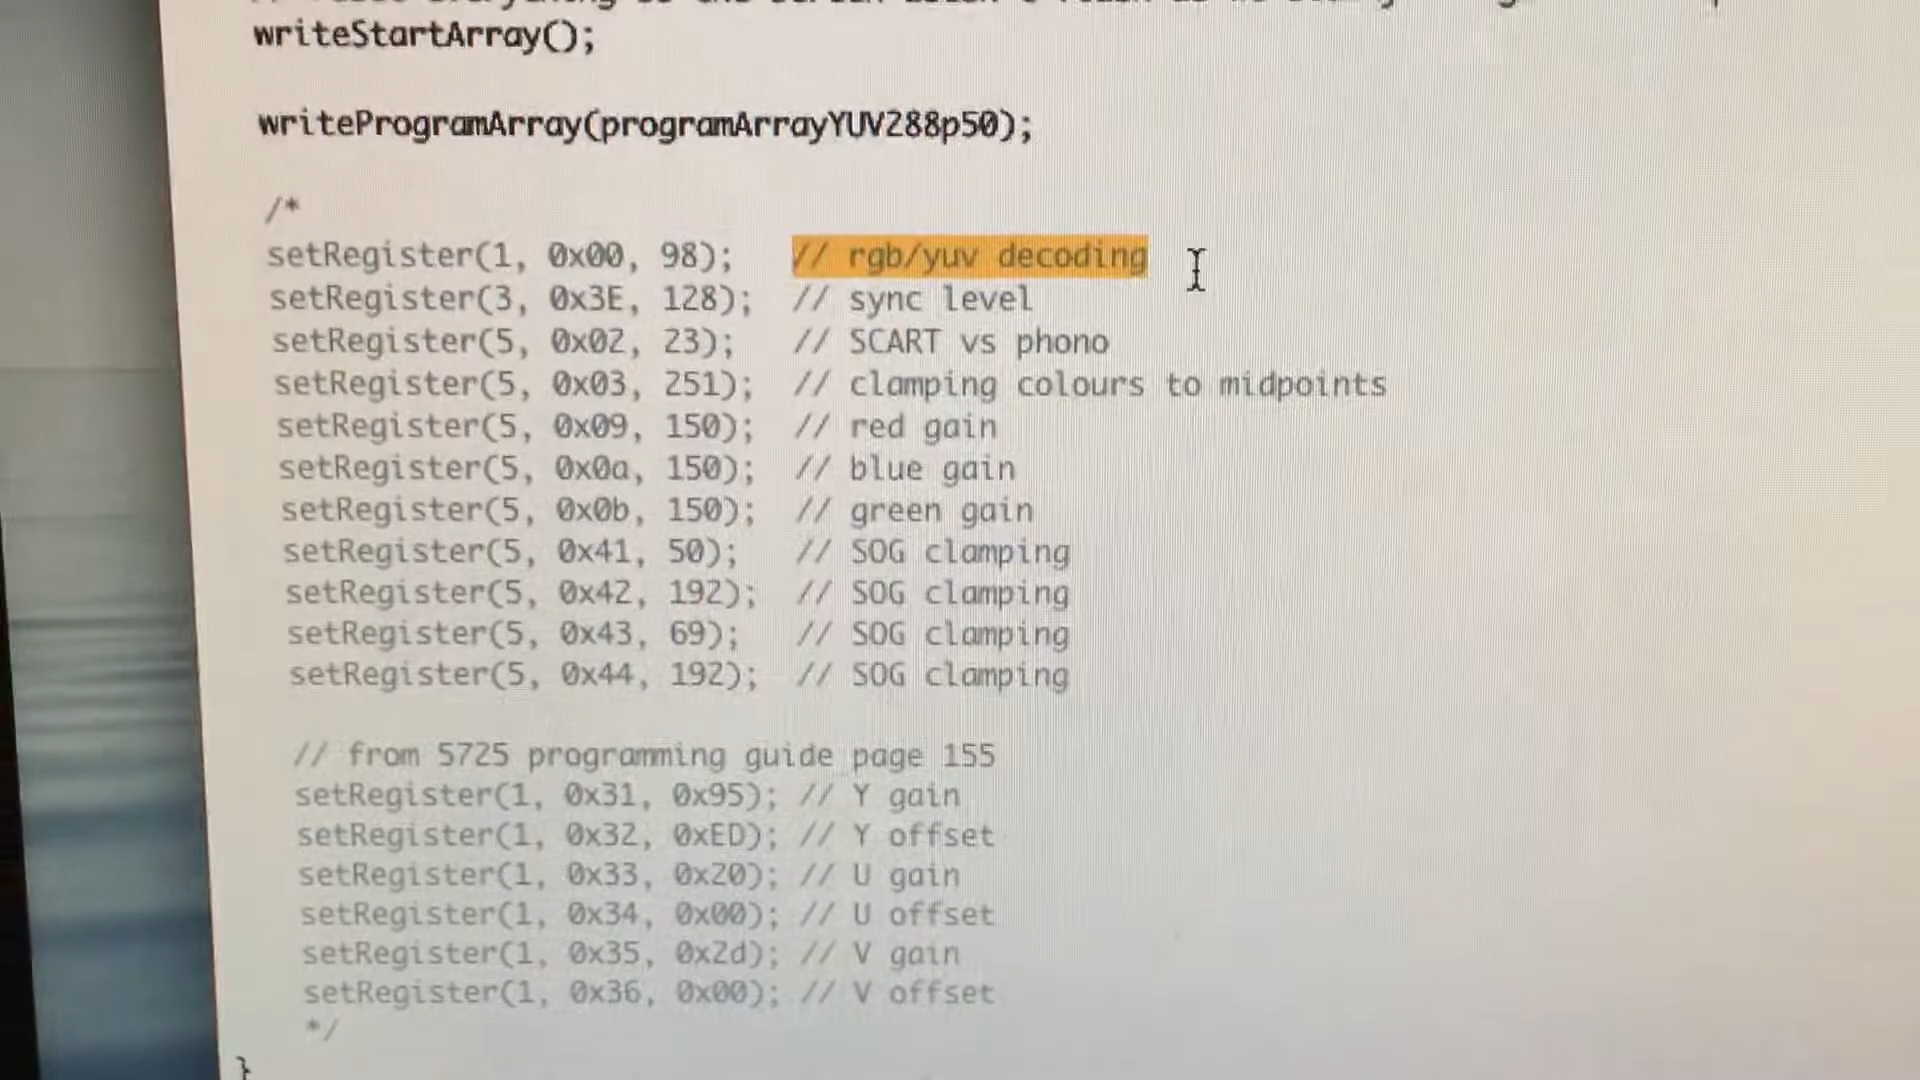 writeStartArray();
writeProgramArray(programArrayYUV288p50);
/*
setRegister(1, 0x00, 98);   // rgb/yuv decoding
setRegister(3, 0x3E, 128);  // sync level
setRegister(5, 0x02, 23);   // SCART vs phono
setRegister(5, 0x03, 251);  // clamping colours to midpoints
setRegister(5, 0x09, 150);  // red gain
setRegister(5, 0x0a, 150);  // blue gain
setRegister(5, 0x0b, 150);  // green gain
setRegister(5, 0x41, 50);   // SOG clamping
setRegister(5, 0x42, 192);  // SOG clamping
setRegister(5, 0x43, 69);   // SOG clamping
setRegister(5, 0x44, 192);  // SOG clamping
// from 5725 programming guide page 155
setRegister(1, 0x31, 0x95); // Y gain
setRegister(1, 0x32, 0xED); // Y offset
setRegister(1, 0x33, 0x20); // U gain
setRegister(1, 0x34, 0x00); // U offset
setRegister(1, 0x35, 0x2d); // V gain
setRegister(1, 0x36, 0x00); // V offset
*/
}